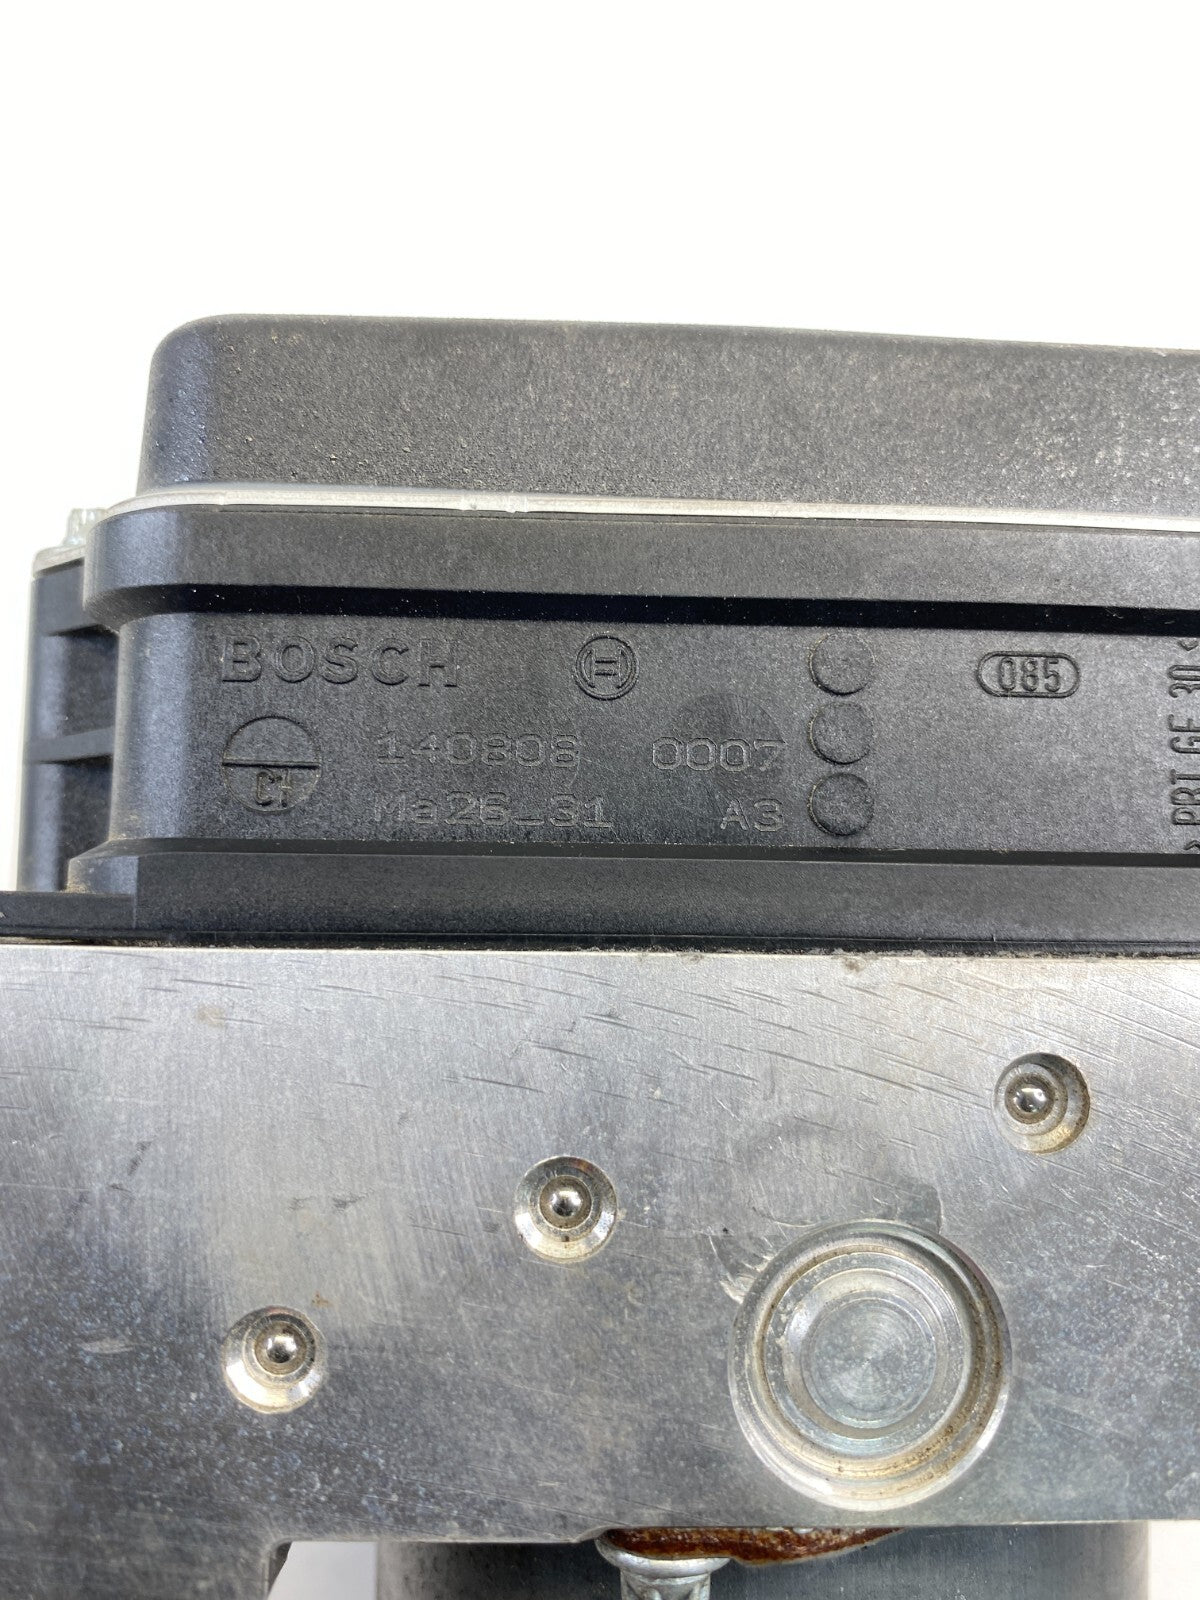 BOSCH
085
CH
140808 0007
Ma26_31 A3
>PBT GF 30<